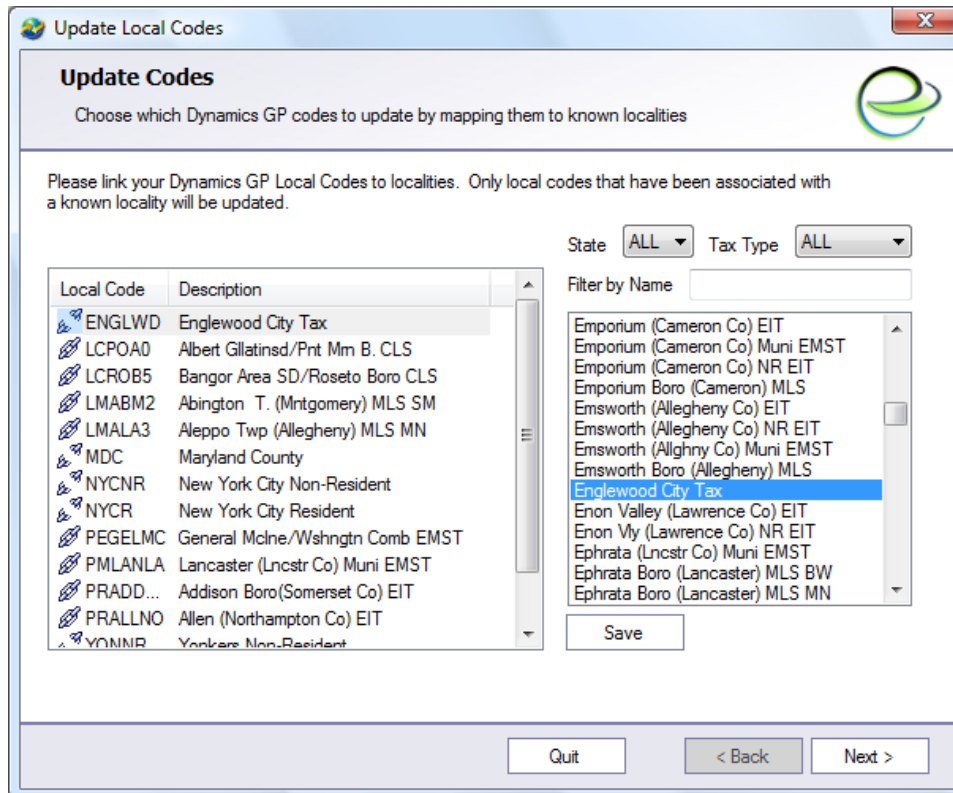 Update Local Codes
Update Codes
Choose which Dynamics GP codes to update by mapping them to known localities
Please link your Dynamics GP Local Codes to localities. Only local codes that have been associated with
a known locality will be updated.
State ALL Tax Type ALL
Filter by Name
Local Code Description
ENGLWD Englewood City Tax
LCPOA0 Albert Gllatinsd/Pnt Mrn B. CLS
LCROB5 Bangor Area SD/Roseto Boro CLS
LMABM2 Abington T. (Mntgomery) MLS SM
LMALA3 Aleppo Twp (Allegheny) MLS MN
MDC Maryland County
NYCNR New York City Non-Resident
NYCR New York City Resident
PEGELMC General Mclne/Wshngtn Comb EMST
PMLANLA Lancaster (Lncstr Co) Muni EMST
PRADD... Addison Boro(Somerset Co) EIT
PRALLNO Allen (Northampton Co) EIT
YONNR Yonkers Non-Resident
Emporium (Cameron Co) EIT
Emporium (Cameron Co) Muni EMST
Emporium (Cameron Co) NR EIT
Emporium Boro (Cameron) MLS
Emsworth (Allegheny Co) EIT
Emsworth (Allegheny Co) NR EIT
Emsworth (Allghny Co) Muni EMST
Emsworth Boro (Allegheny) MLS
Englewood City Tax
Enon Valley (Lawrence Co) EIT
Enon Vly (Lawrence Co) NR EIT
Ephrata (Lncstr Co) Muni EMST
Ephrata Boro (Lancaster) MLS BW
Ephrata Boro (Lancaster) MLS MN
Save
Quit < Back Next >